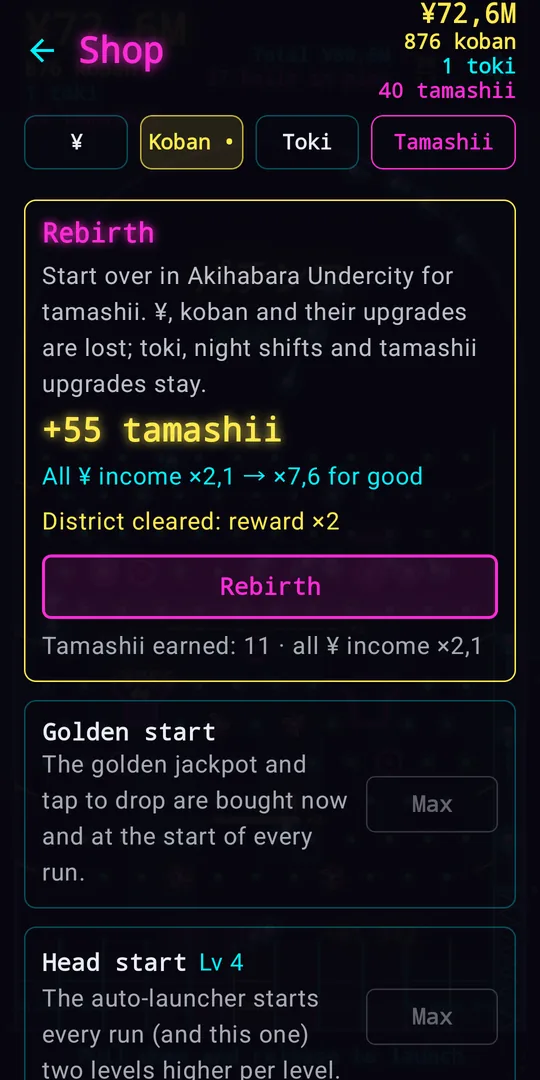 ¥72,6M
876 koban
1 toki
40 tamashii
← Shop
¥
Koban •
Toki
Tamashii
Rebirth
Start over in Akihabara Undercity for
tamashii. ¥, koban and their upgrades
are lost; toki, night shifts and tamashii
upgrades stay.
+55 tamashii
All ¥ income ×2,1 → ×7,6 for good
District cleared: reward ×2
Rebirth
Tamashii earned: 11 · all ¥ income ×2,1
Golden start
The golden jackpot and
tap to drop are bought now
and at the start of every
run.
Max
Head start Lv 4
The auto-launcher starts
every run (and this one)
two levels higher per level.
Max